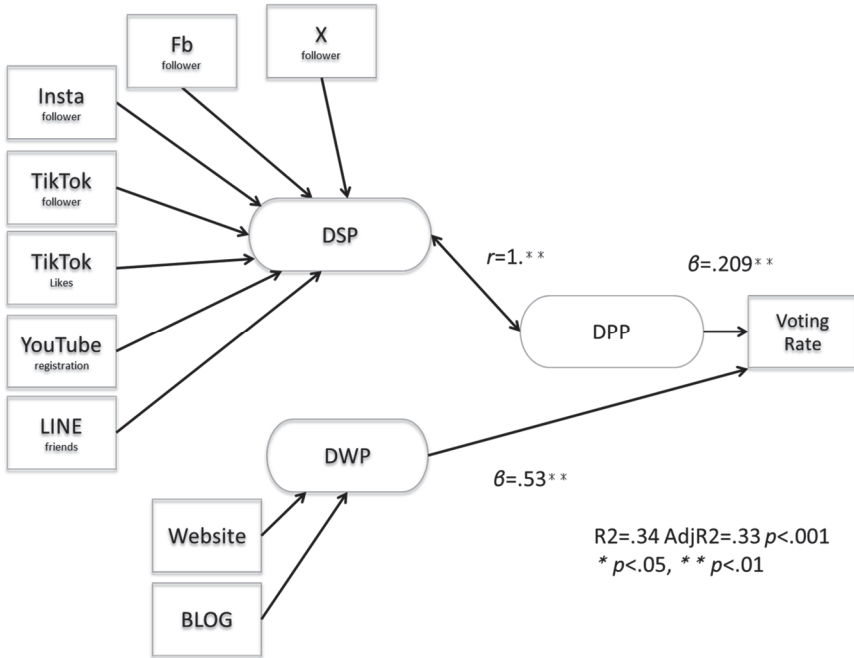 Fb
follower
X
follower
Insta
follower
TikTok
follower
TikTok
Likes
YouTube
registration
LINE
friends
DSP
r=1.**
β=.209**
DPP
Voting
Rate
DWP
β=.53**
Website
BLOG
R2=.34 AdjR2=.33 p<.001
* p<.05, ** p<.01